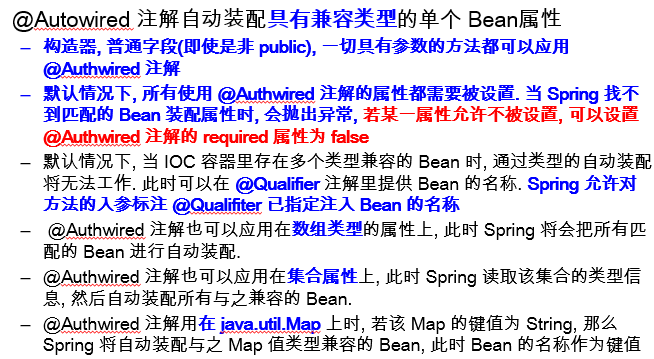 @Autowired 注解自动装配具有兼容类型的单个 Bean属性
– 构造器, 普通字段(即使是非 public), 一切具有参数的方法都可以应用
@Authwired 注解
– 默认情况下, 所有使用 @Authwired 注解的属性都需要被设置. 当 Spring 找不
到匹配的 Bean 装配属性时, 会抛出异常, 若某一属性允许不被设置, 可以设置
@Authwired 注解的 required 属性为 false
– 默认情况下, 当 IOC 容器里存在多个类型兼容的 Bean 时, 通过类型的自动装配
将无法工作. 此时可以在 @Qualifier 注解里提供 Bean 的名称. Spring 允许对
方法的入参标注 @Qualifiter 已指定注入 Bean 的名称
– @Authwired 注解也可以应用在数组类型的属性上, 此时 Spring 将会把所有匹
配的 Bean 进行自动装配.
– @Authwired 注解也可以应用在集合属性上, 此时 Spring 读取该集合的类型信
息, 然后自动装配所有与之兼容的 Bean.
– @Authwired 注解用在 java.util.Map 上时, 若该 Map 的键值为 String, 那么
Spring 将自动装配与之 Map 值类型兼容的 Bean, 此时 Bean 的名称作为键值